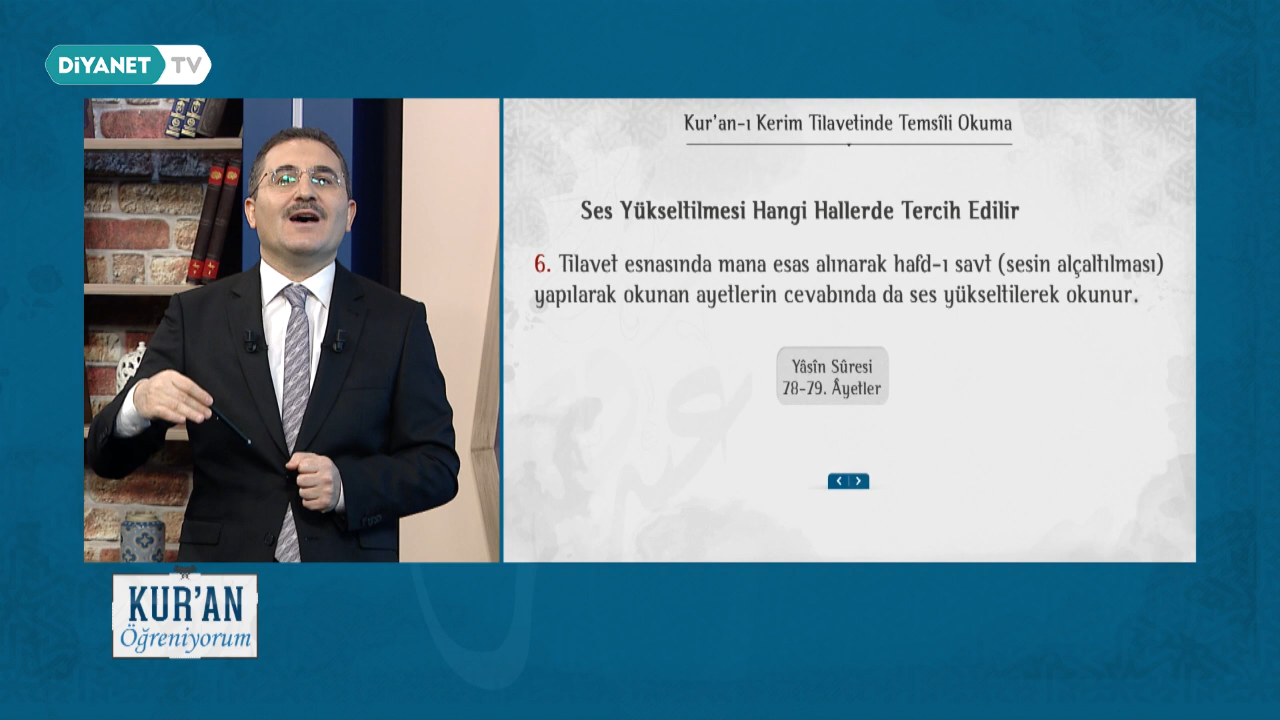 DİYANET TV
Kur'an-ı Kerim Tilavetinde Temsîli Okuma
Ses Yükseltilmesi Hangi Hallerde Tercih Edilir
6. Tilavet esnasında mana esas alınarak hafd-ı savt (sesin alçaltılması)
yapılarak okunan ayetlerin cevabında da ses yükseltilerek okunur.
Yâsîn Sûresi
78-79. Âyetler
KUR'AN
Öğreniyorum